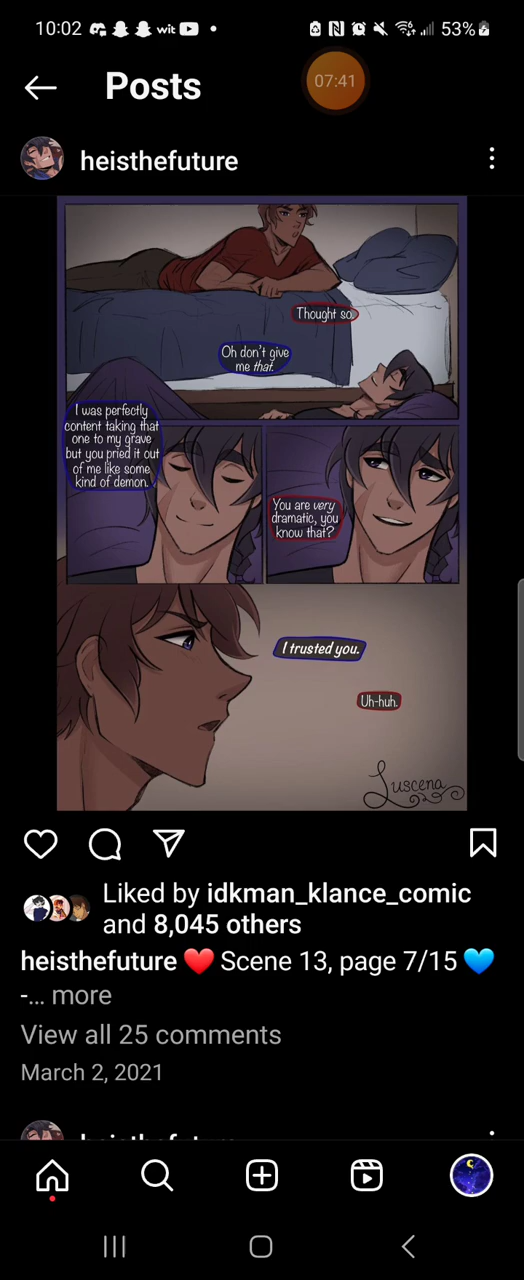 10:02
wit
53%
Posts
07:41
heisthefuture
Thought so.
Oh don't give
me that.
I was perfectly
content taking that
one to my grave
but you pried it out
of me like some
kind of demon.
You are very
dramatic, you
know that?
I trusted you.
Uh-huh.
Luscena
Liked by idkman_klance_comic
and 8,045 others
heisthefuture ❤️ Scene 13, page 7/15 💙
-... more
View all 25 comments
March 2, 2021
heisthefuture